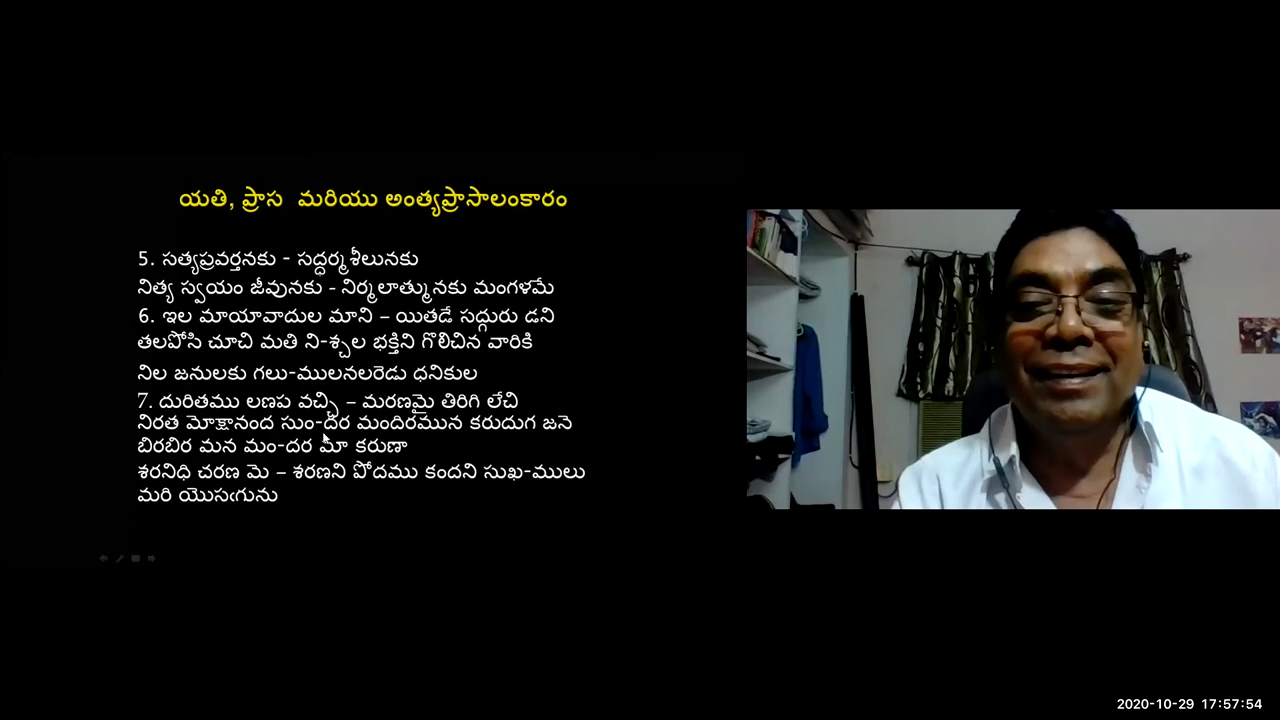 యతి, ప్రాస మరియు అంత్యప్రాసాలంకారం
5. సత్యప్రవర్తనకు - సద్ధర్మశీలునకు
నిత్య స్వయం జీవునకు - నిర్మలాత్మునకు మంగళమే
6. ఇల మాయావాదుల మాని – యితడే సద్గురు డని
తలపోసి చూచి మతి ని-శ్చల భక్తిని గొలిచిన వారికి
నిల జనులకు గలు-ములనలరెడు ధనికుల
7. దురితము లణప వచ్చి – మరణమై తిరిగి లేచి
నిరత మోక్షానంద సుం-దర మందిరమున కరుదుగ జనె
బిరబిర మన మం-దర మా కరుణా
శరనిధి చరణ మె – శరణని పోదము కందని సుఖ-ములు
మరి యొసఁగును
2020-10-29 17:57:54